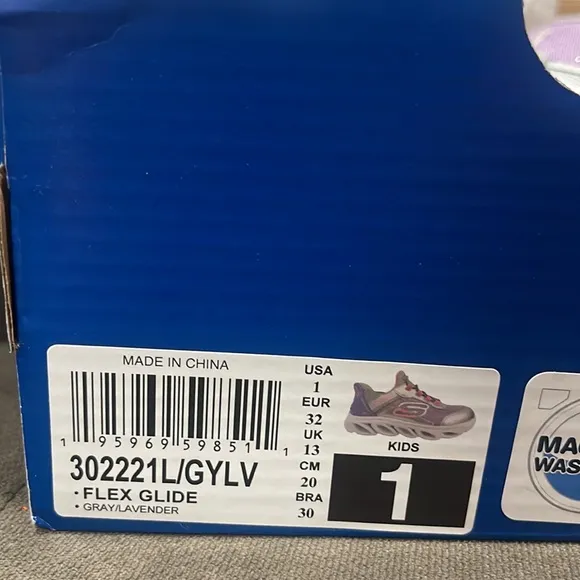 MADE IN CHINA
1 95969 59851 1
302221L/GYLV
• FLEX GLIDE
• GRAY/LAVENDER
USA
1
EUR
32
UK
13
CM
20
BRA
30
S
KIDS
1
WAS